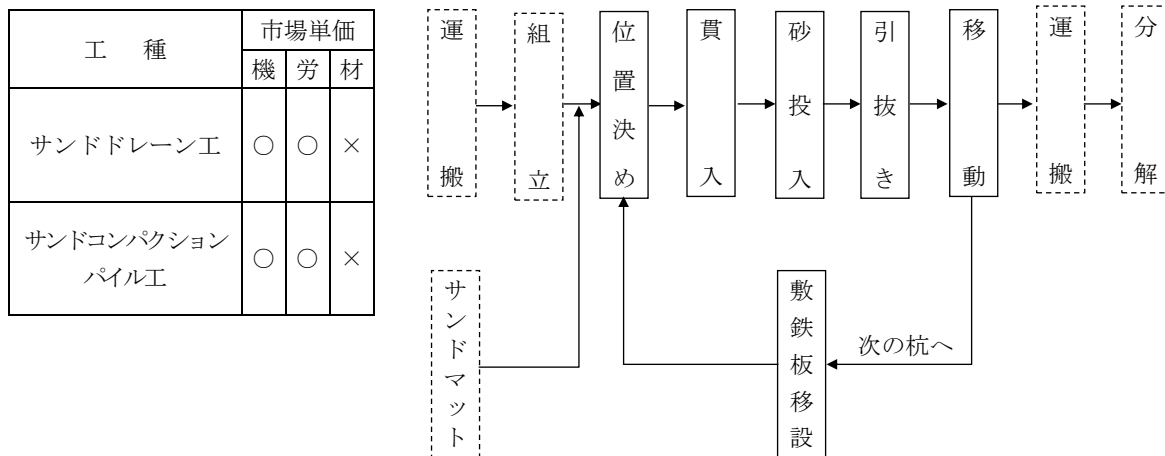 工 種
市場単価
機 労 材
サンドドレーン工 ○ ○ ×
サンドコンパクション
パイル工 ○ ○ ×
運搬
組立
位置決め
貫入
砂投入
引抜き
移動
運搬
分解
サンドマット
敷鉄板移設
次の杭へ